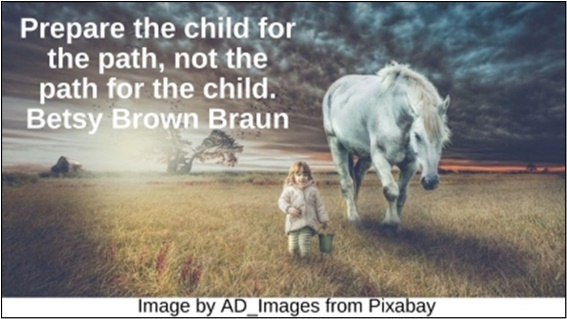 Prepare the child for
the path, not the
path for the child.
Betsy Brown Braun
Image by AD_Images from Pixabay